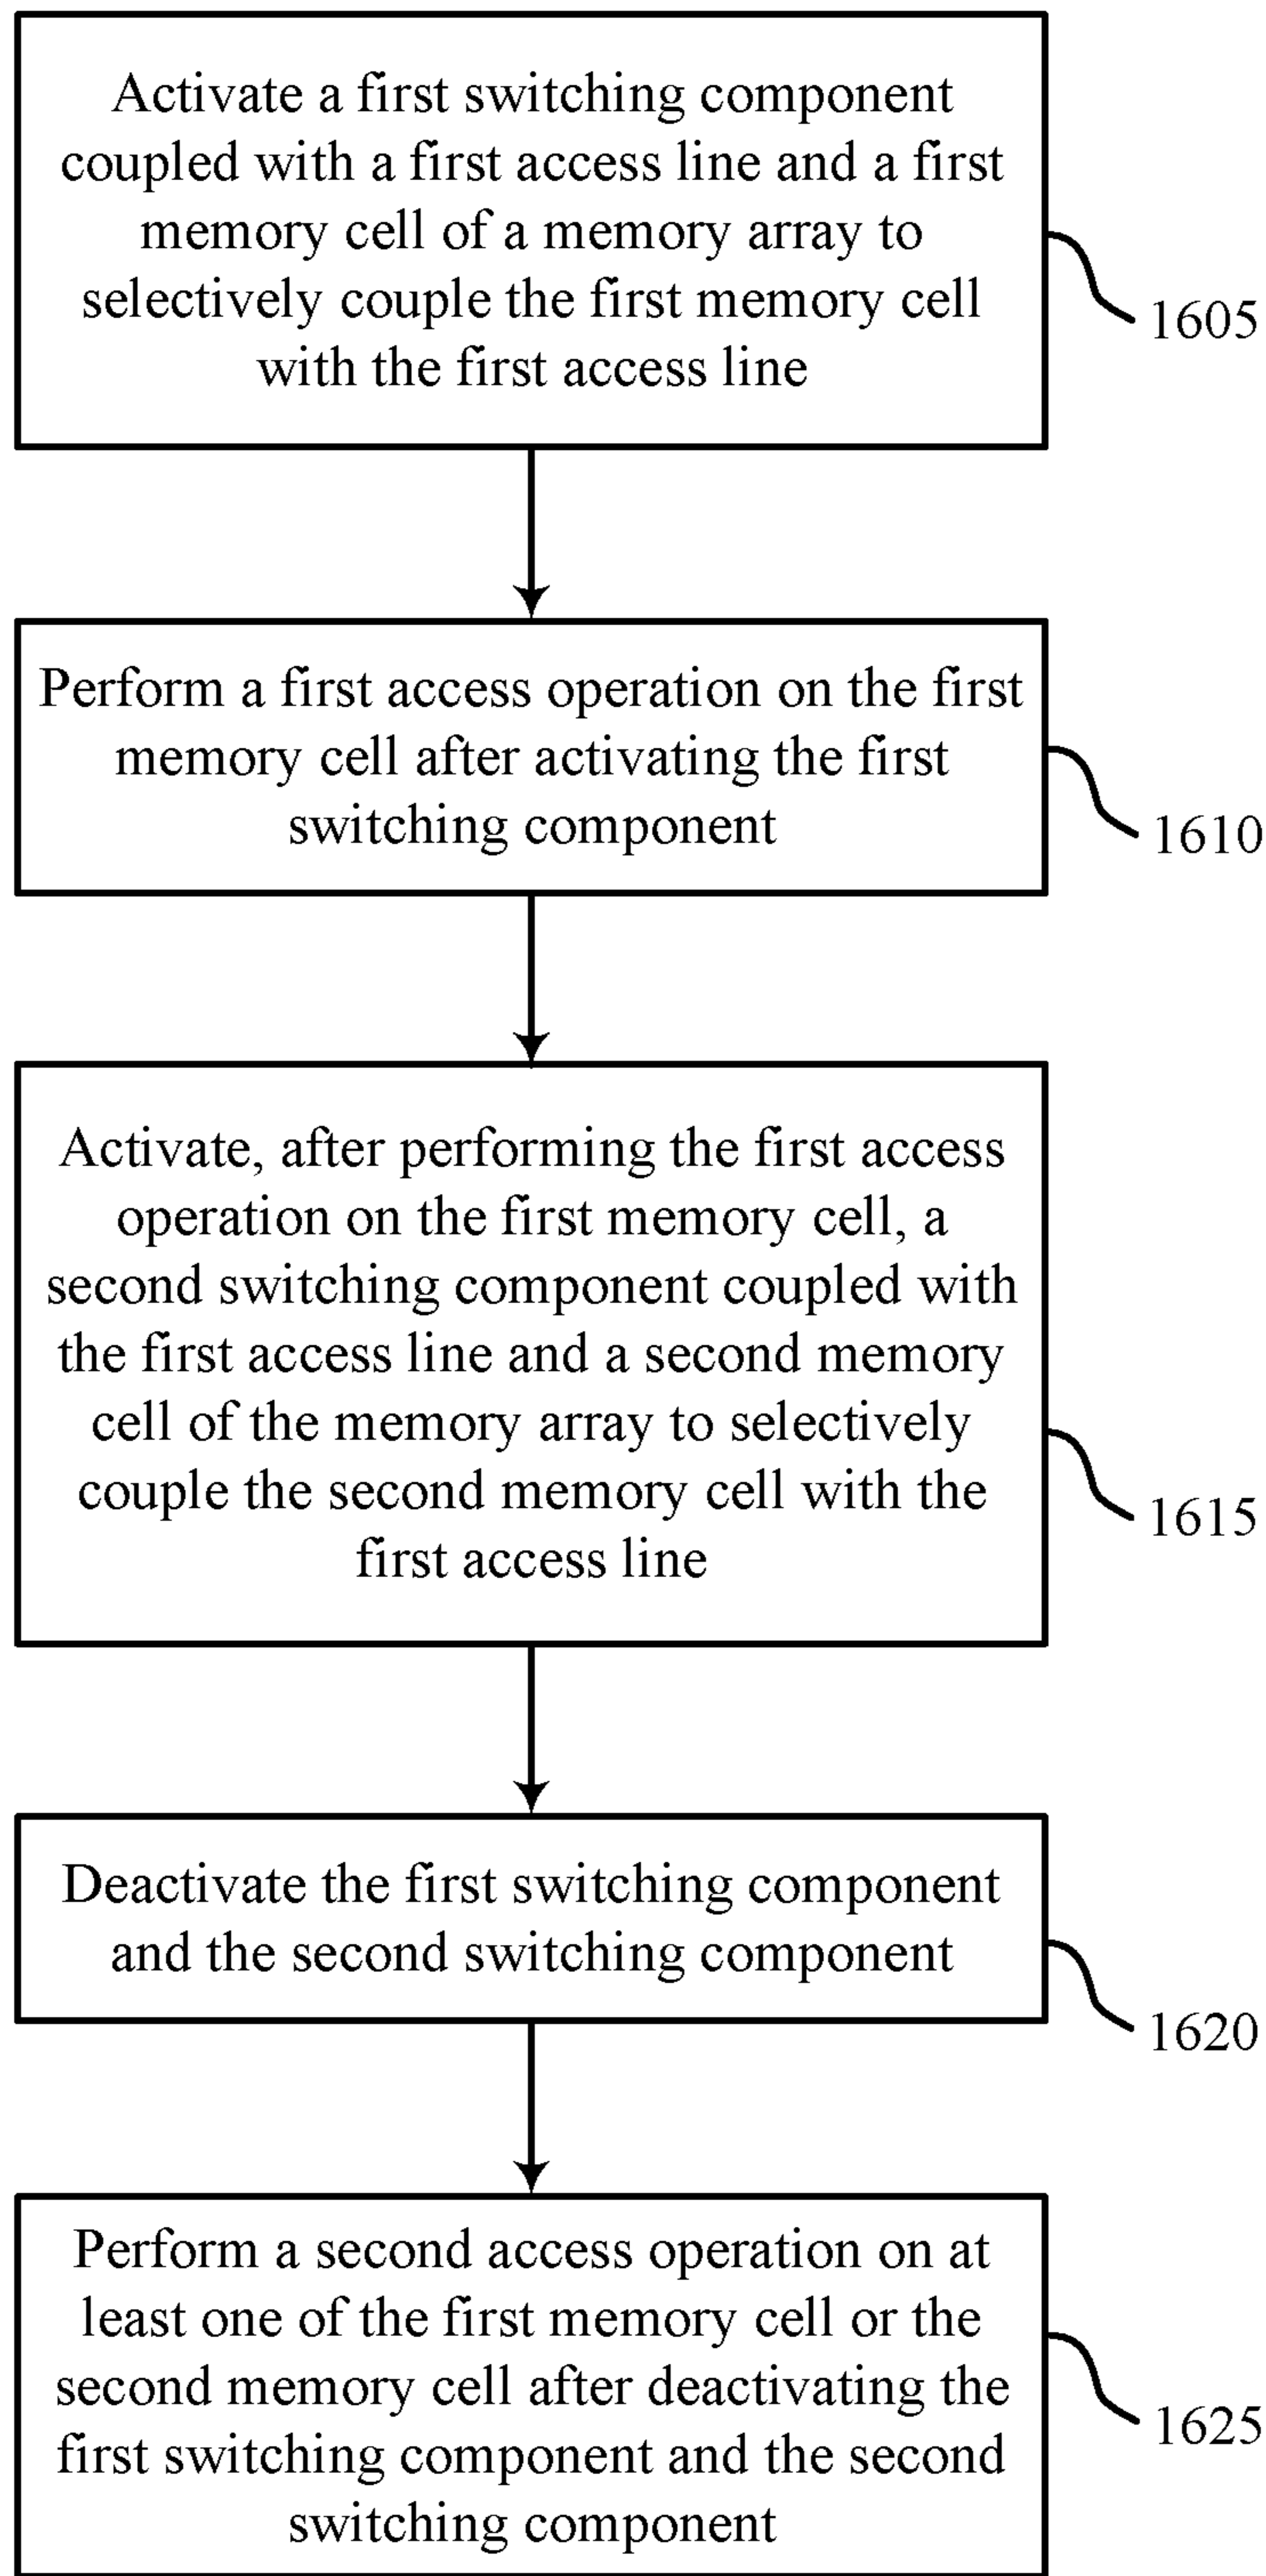 Activate a first switching component
coupled with a first access line and a first
memory cell of a memory array to
selectively couple the first memory cell
with the first access line
1605
Perform a first access operation on the first
memory cell after activating the first
switching component
1610
Activate, after performing the first access
operation on the first memory cell, a
second switching component coupled with
the first access line and a second memory
cell of the memory array to selectively
couple the second memory cell with the
first access line
1615
Deactivate the first switching component
and the second switching component
1620
Perform a second access operation on at
least one of the first memory cell or the
second memory cell after deactivating the
first switching component and the second
switching component
1625